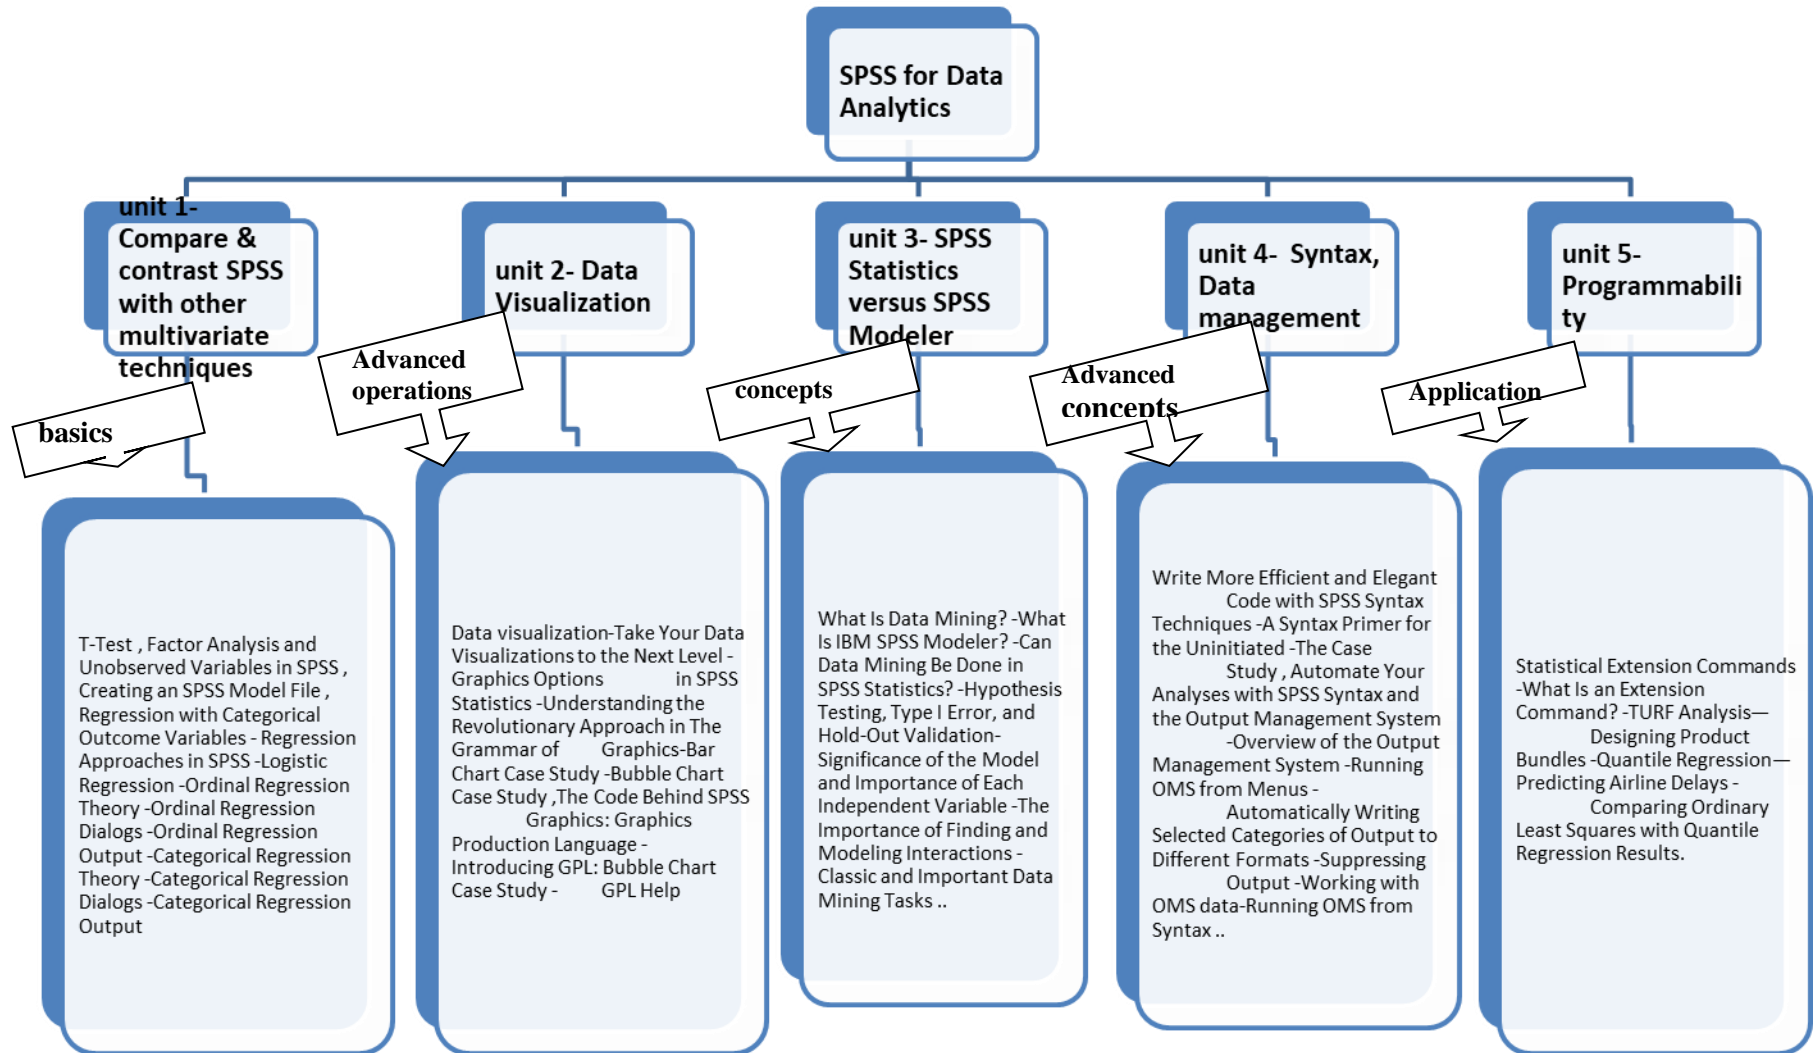 SPSS for Data
Analytics
unit 1-
Compare &
contrast SPSS
with other
multivariate
techniques
unit 2- Data
Visualization
unit 3- SPSS
Statistics
versus SPSS
Modeler
unit 4- Syntax,
Data
management
unit 5-
Programmabili
ty
basics
Advanced
operations
concepts
Advanced
concepts
Application
T-Test , Factor Analysis and
Unobserved Variables in SPSS ,
Creating an SPSS Model File ,
Regression with Categorical
Outcome Variables - Regression
Approaches in SPSS -Logistic
Regression -Ordinal Regression
Theory -Ordinal Regression
Dialogs -Ordinal Regression
Output -Categorical Regression
Theory -Categorical Regression
Dialogs -Categorical Regression
Output
Data visualization-Take Your Data
Visualizations to the Next Level -
Graphics Options in SPSS
Statistics -Understanding the
Revolutionary Approach in The
Grammar of Graphics-Bar
Chart Case Study -Bubble Chart
Case Study ,The Code Behind SPSS
Graphics: Graphics
Production Language -
Introducing GPL: Bubble Chart
Case Study - GPL Help
What Is Data Mining? -What
Is IBM SPSS Modeler? -Can
Data Mining Be Done in
SPSS Statistics? -Hypothesis
Testing, Type I Error, and
Hold-Out Validation-
Significance of the Model
and Importance of Each
Independent Variable -The
Importance of Finding and
Modeling Interactions -
Classic and Important Data
Mining Tasks ..
Write More Efficient and Elegant
Code with SPSS Syntax
Techniques -A Syntax Primer for
the Uninitiated -The Case
Study , Automate Your
Analyses with SPSS Syntax and
the Output Management System
-Overview of the Output
Management System -Running
OMS from Menus -
Automatically Writing
Selected Categories of Output to
Different Formats -Suppressing
Output -Working with
OMS data-Running OMS from
Syntax ..
Statistical Extension Commands
-What Is an Extension
Command? -TURF Analysis—
Designing Product
Bundles -Quantile Regression—
Predicting Airline Delays -
Comparing Ordinary
Least Squares with Quantile
Regression Results.